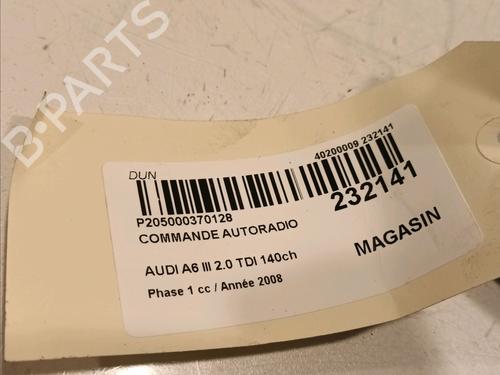 B-PARTS
DUN
40200009 232141
P205000370128
232141
COMMANDE AUTORADIO
MAGASIN
AUDI A6 III 2.0 TDI 140ch
Phase 1 cc / Année 2008